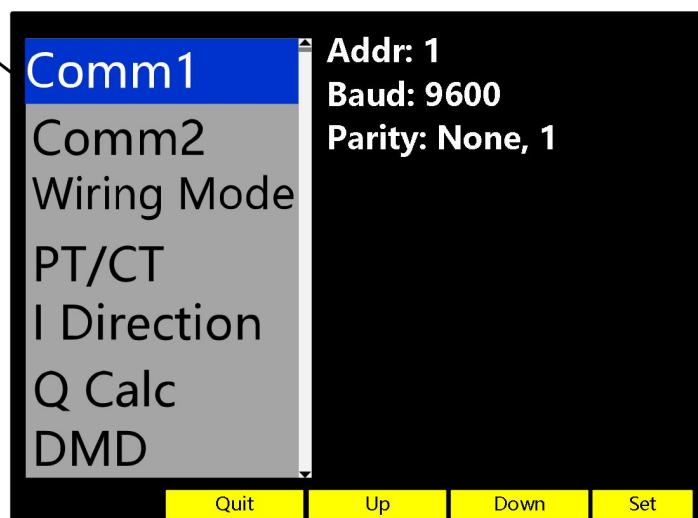 Comm1
Comm2
Wiring Mode
PT/CT
I Direction
Q Calc
DMD
Addr: 1
Baud: 9600
Parity: None, 1
Quit
Up
Down
Set